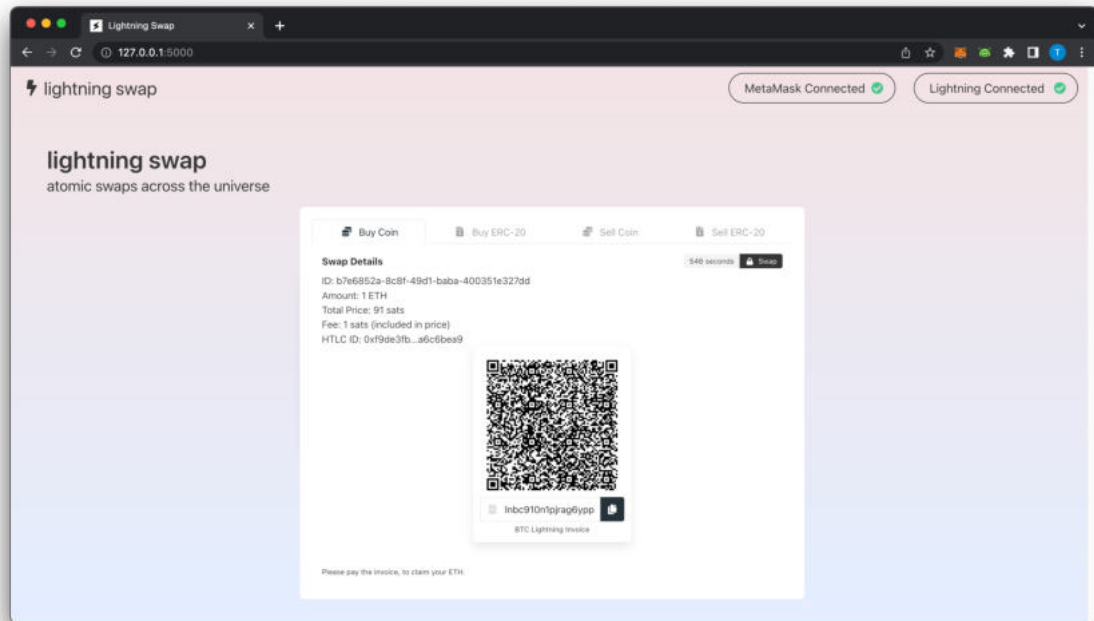 Lightning Swap
127.0.0.1:5000
T
lightning swap
MetaMask Connected
Lightning Connected
lightning swap
atomic swaps across the universe
Buy Coin
Buy ERC-20
Sell Coin
Sell ERC-20
Swap Details
546 seconds
Swap
ID: b7e6852a-8c8f-49d1-baba-400351e327dd
Amount: 1 ETH
Total Price: 91 sats
Fee: 1 sats (included in price)
HTLC ID: 0xf9de3fb...a6c6bea9
lnbc910n1pjrag6ypp
BTC Lightning Invoice
Please pay the invoice, to claim your ETH.